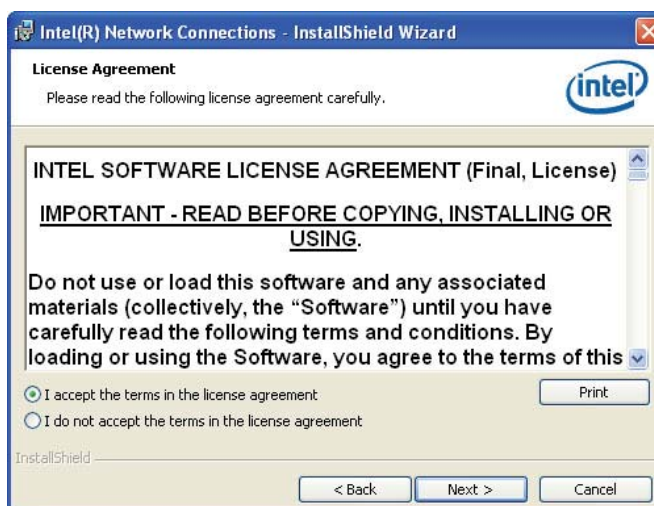 Intel(R) Network Connections - InstallShield Wizard
License Agreement
Please read the following license agreement carefully.
intel
INTEL SOFTWARE LICENSE AGREEMENT (Final, License)
IMPORTANT - READ BEFORE COPYING, INSTALLING OR
USING.
Do not use or load this software and any associated
materials (collectively, the “Software”) until you have
carefully read the following terms and conditions. By
loading or using the Software, you agree to the terms of this
I accept the terms in the license agreement
Print
I do not accept the terms in the license agreement
InstallShield
< Back
Next >
Cancel